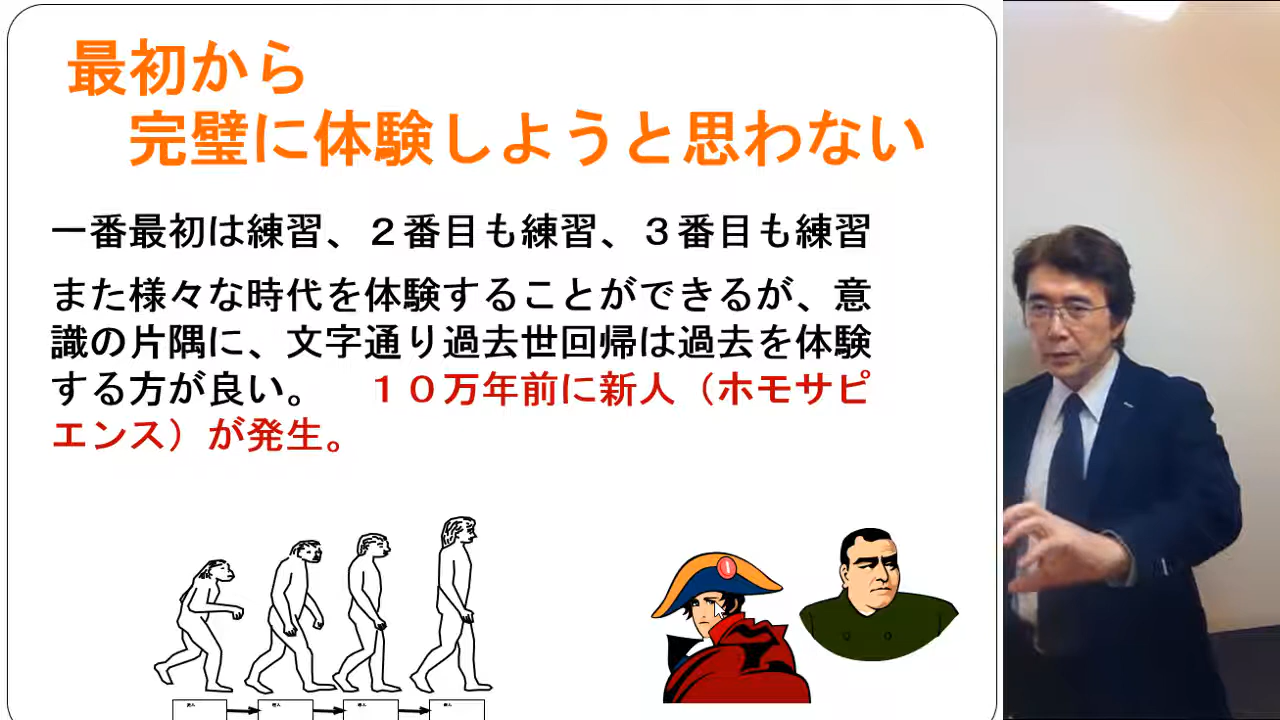 最初から
完璧に体験しようと思わない
一番最初は練習、２番目も練習、３番目も練習
また様々な時代を体験することができるが、意
識の片隅に、文字通り過去世回帰は過去を体験
する方が良い。　１０万年前に新人（ホモサピ
エンス）が発生。